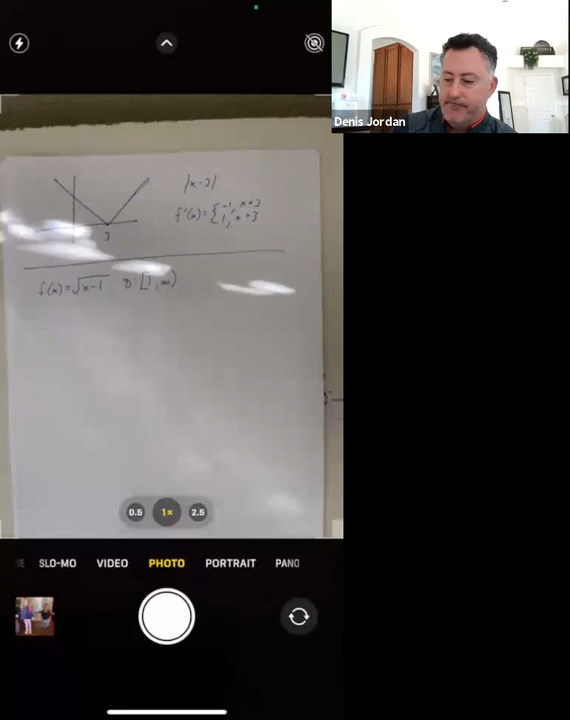 Denis Jordan
|x-3|
f'(x) = { -1, x<3
1, x>3
3
f(x) = √x-1 D: [1, ∞)
0.5 1× 2.5
SLO-MO VIDEO PHOTO PORTRAIT PANO